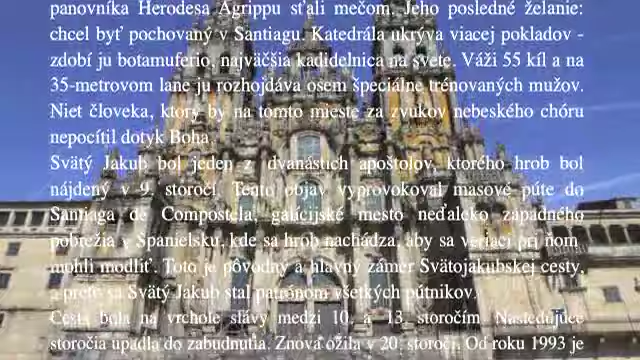 panovníka Herodesa Agrippu sťali mečom. Jeho posledné želanie:
chcel byť pochovaný v Santiagu. Katedrála ukrýva viacej pokladov -
zdobí ju botamuferio, najväčšia kadidelnica na svete. Váži 55 kíl a na
35-metrovom lane ju rozhojdáva osem špeciálne trénovaných mužov.
Niet človeka, ktorý by na tomto mieste za zvukov nebeského chóru
nepocítil dotyk Boha.
Svätý Jakub bol jeden z dvanástich apoštolov, ktorého hrob bol
nájdený v 9. storočí. Tento objav vyprovokoval masové púte do
Santiaga de Compostela, galícijské mesto neďaleko západného
pobrežia v Španielsku, kde sa hrob nachádza, aby sa veriaci pri ňom
mohli modliť. Toto je pôvodný a hlavný zámer Svätojakubskej cesty,
a preto sa Svätý Jakub stal patrónom všetkých pútnikov.
Cesta bola na vrchole slávy medzi 10. a 13. storočím. Nasledujúce
storočia upadla do zabudnutia. Znova ožila v 20. storočí. Od roku 1993 je